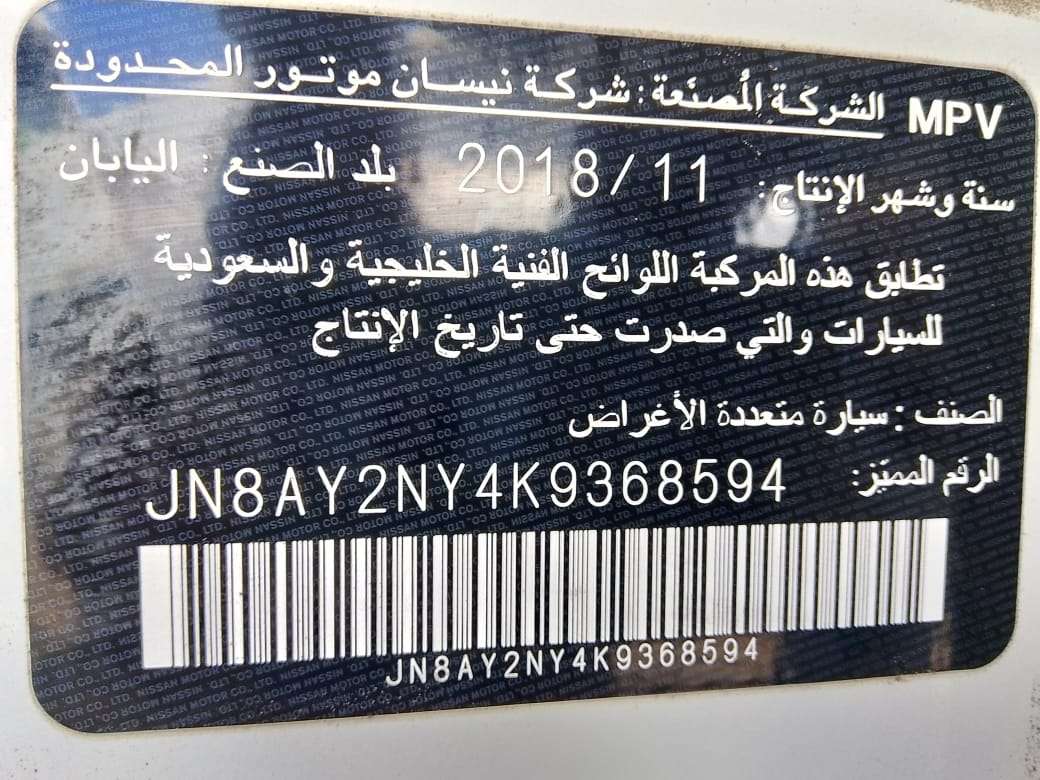 MPV الشركة المُصنعة : شركة نيسان موتور المحدودة
سنة وشهر الإنتاج: 2018/11 بلد الصنع : اليابان
تطابق هذه المركبة اللوائح الفنية الخليجية والسعودية
للسيارات والتي صدرت حتى تاريخ الإنتاج
الصنف : سيارة متعددة الأغراض
الرقم المميّز: JN8AY2NY4K9368594
JN8AY2NY4K9368594